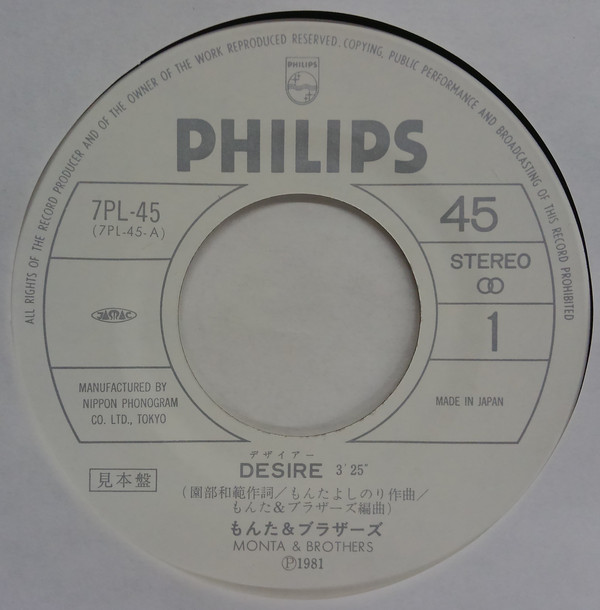 ALL RIGHTS OF THE RECORD PRODUCER AND OF THE OWNER OF THE WORK REPRODUCED RESERVED. COPYING, PUBLIC PERFORMANCE AND BROADCASTING OF THIS RECORD PROHIBITED
PHILIPS
PHILIPS
7PL-45
(7PL-45-A)
45
STEREO
1
JASRAC
MANUFACTURED BY
NIPPON PHONOGRAM
CO. LTD., TOKYO
MADE IN JAPAN
デザイアー
DESIRE 3'25"
見本盤
(園部和範作詞/もんたよしのり作曲/
もんた&ブラザーズ編曲)
もんた&ブラザーズ
MONTA & BROTHERS
Ⓟ1981